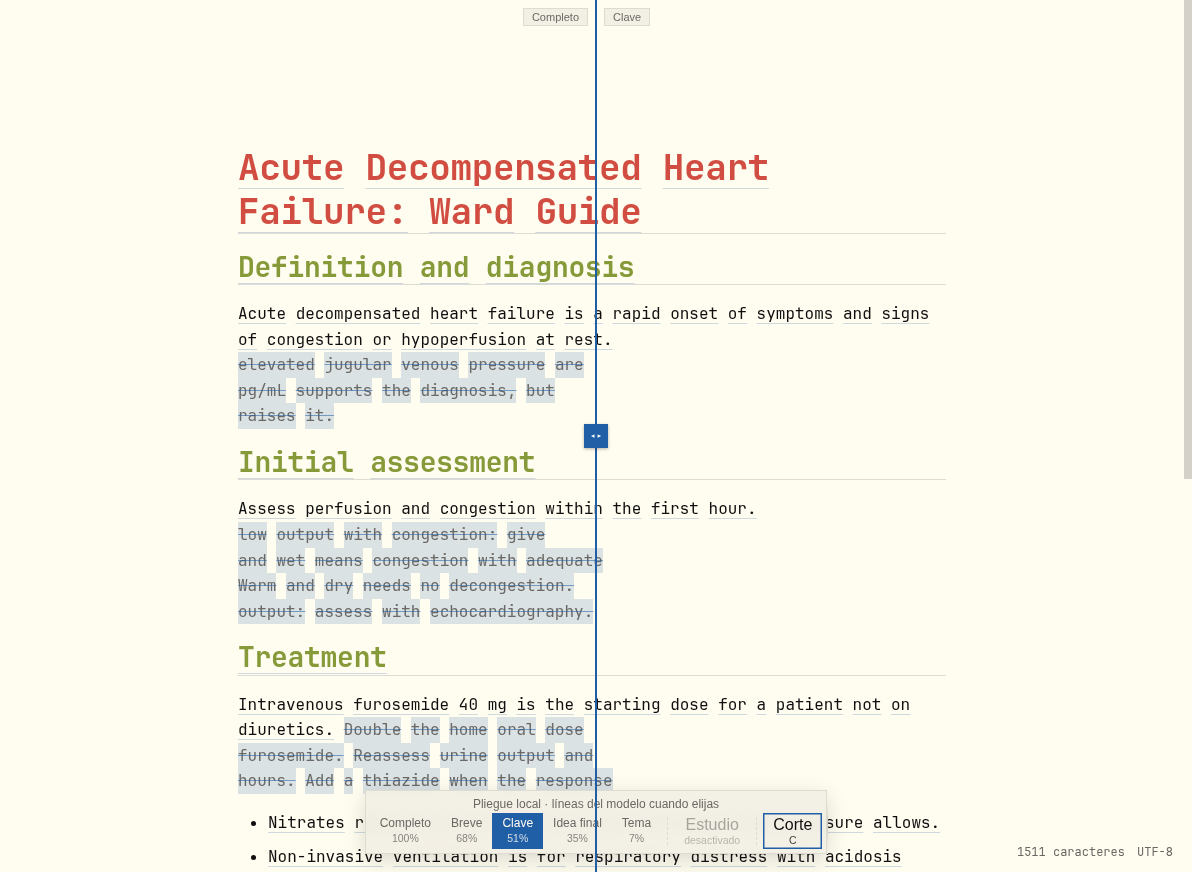 Completo
Clave
Acute Decompensated Heart
Failure: Ward Guide
Definition and diagnosis
Acute decompensated heart failure is a rapid onset of symptoms and signs
of congestion or hypoperfusion at rest.
elevated jugular venous pressure are
pg/mL supports the diagnosis, but
raises it.
Initial assessment
Assess perfusion and congestion within the first hour.
low output with congestion: give
and wet means congestion with adequate
Warm and dry needs no decongestion.
output: assess with echocardiography.
Treatment
Intravenous furosemide 40 mg is the starting dose for a patient not on
diuretics. Double the home oral dose
furosemide. Reassess urine output and
hours. Add a thiazide when the response
Nitrates allows.
Non-invasive ventilation is for respiratory distress with acidosis
Pliegue local · líneas del modelo cuando elijas
Completo Breve Clave Idea final Tema Estudio Corte
100% 68% 51% 35% 7% desactivado C
1511 caracteres UTF-8